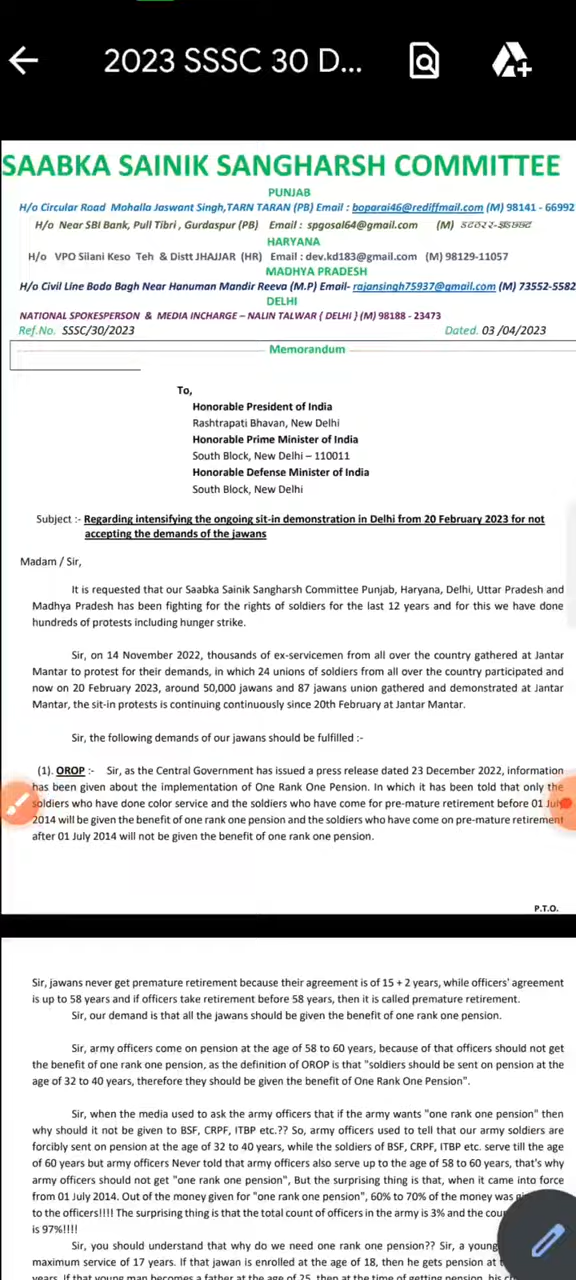 2023 SSSC 30 D...
SAABKA SAINIK SANGHARSH COMMITTEE
PUNJAB
H/o Circular Road Mohalla Jaswant Singh,TARN TARAN (PB) Email : boparai46@rediffmail.com (M) 98141 - 66992
H/o Near SBI Bank, Pull Tibri , Gurdaspur (PB) Email : spgosol64@gmail.com (M)
HARYANA
H/o VPO Silani Keso Teh & Distt JHAJJAR (HR) Email : dev.kd183@gmail.com (M) 98129-11057
MADHYA PRADESH
H/o Civil Line Boda Bagh Near Hanuman Mandir Reeva (M.P) Email- rajansingh75937@gmail.com (M) 73552-5582
DELHI
NATIONAL SPOKESPERSON & MEDIA INCHARGE – NALIN TALWAR ( DELHI ) (M) 98188 - 23473
Ref.No. SSSC/30/2023 Dated. 03 /04/2023
Memorandum
To,
Honorable President of India
Rashtrapati Bhavan, New Delhi
Honorable Prime Minister of India
South Block, New Delhi – 110011
Honorable Defense Minister of India
South Block, New Delhi
Subject :- Regarding intensifying the ongoing sit-in demonstration in Delhi from 20 February 2023 for not
accepting the demands of the jawans
Madam / Sir,
It is requested that our Saabka Sainik Sangharsh Committee Punjab, Haryana, Delhi, Uttar Pradesh and
Madhya Pradesh has been fighting for the rights of soldiers for the last 12 years and for this we have done
hundreds of protests including hunger strike.
Sir, on 14 November 2022, thousands of ex-servicemen from all over the country gathered at Jantar
Mantar to protest for their demands, in which 24 unions of soldiers from all over the country participated and
now on 20 February 2023, around 50,000 jawans and 87 jawans union gathered and demonstrated at Jantar
Mantar, the sit-in protests is continuing continuously since 20th February at Jantar Mantar.
Sir, the following demands of our jawans should be fulfilled :-
(1). OROP :- Sir, as the Central Government has issued a press release dated 23 December 2022, information
has been given about the implementation of One Rank One Pension. In which it has been told that only the
soldiers who have done color service and the soldiers who have come for pre-mature retirement before 01 July
2014 will be given the benefit of one rank one pension and the soldiers who have come on pre-mature retirement
after 01 July 2014 will not be given the benefit of one rank one pension.
P.T.O.
Sir, jawans never get premature retirement because their agreement is of 15 + 2 years, while officers' agreement
is up to 58 years and if officers take retirement before 58 years, then it is called premature retirement.
Sir, our demand is that all the jawans should be given the benefit of one rank one pension.
Sir, army officers come on pension at the age of 58 to 60 years, because of that officers should not get
the benefit of one rank one pension, as the definition of OROP is that "soldiers should be sent on pension at the
age of 32 to 40 years, therefore they should be given the benefit of One Rank One Pension".
Sir, when the media used to ask the army officers that if the army wants "one rank one pension" then
why should it not be given to BSF, CRPF, ITBP etc.?? So, army officers used to tell that our army soldiers are
forcibly sent on pension at the age of 32 to 40 years, while the soldiers of BSF, CRPF, ITBP etc. serve till the age
of 60 years but army officers Never told that army officers also serve up to the age of 58 to 60 years, that's why
army officers should not get "one rank one pension", But the surprising thing is that, when it came into force
from 01 July 2014. Out of the money given for "one rank one pension", 60% to 70% of the money was
to the officers!!!! The surprising thing is that the total count of officers in the army is 3% and the
is 97%!!!!
Sir, you should understand that why do we need one rank one pension?? Sir, a young
maximum service of 17 years. If that jawan is enrolled at the age of 18, then he gets pension at
years. If that young man becomes a father at the age of 25, then at the time of getting pension, his